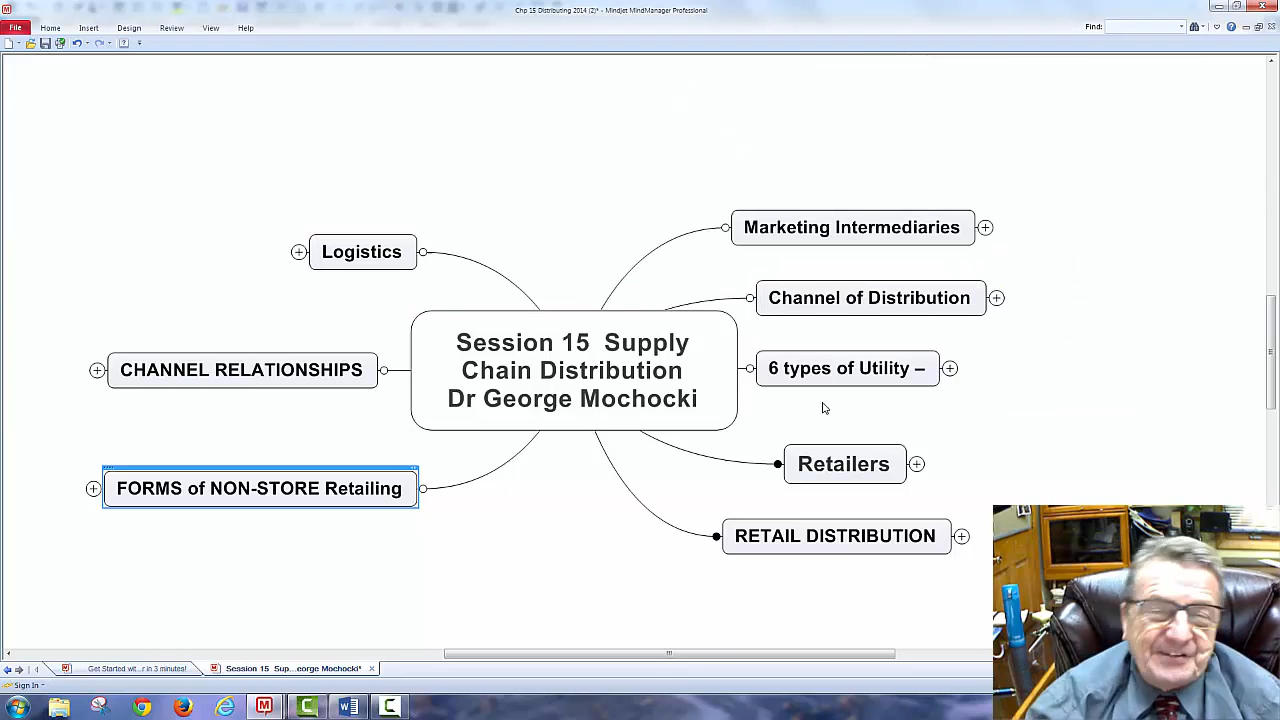 Chp 15 Distributing 2014 (2)* - Mindjet MindManager Professional
File Home Insert Design Review View Help
Find:
Marketing Intermediaries
Logistics
Channel of Distribution
Session 15 Supply
Chain Distribution
Dr George Mochocki
CHANNEL RELATIONSHIPS
6 types of Utility –
Retailers
FORMS of NON-STORE Retailing
RETAIL DISTRIBUTION
Get Started wit...r in 3 minutes!
Session 15 Sup...eorge Mochocki*
Sign In